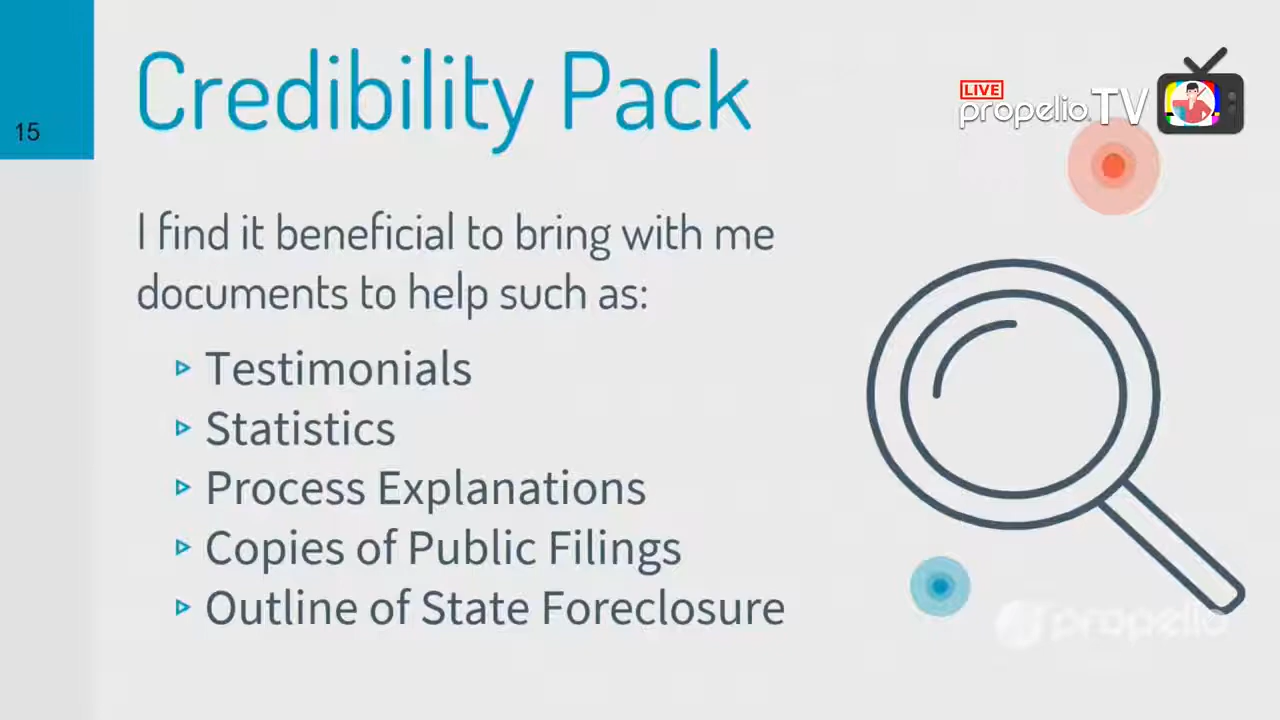 Credibility Pack
15
LIVE
propelio TV
I find it beneficial to bring with me
documents to help such as:
Testimonials
Statistics
Process Explanations
Copies of Public Filings
Outline of State Foreclosure
propelio